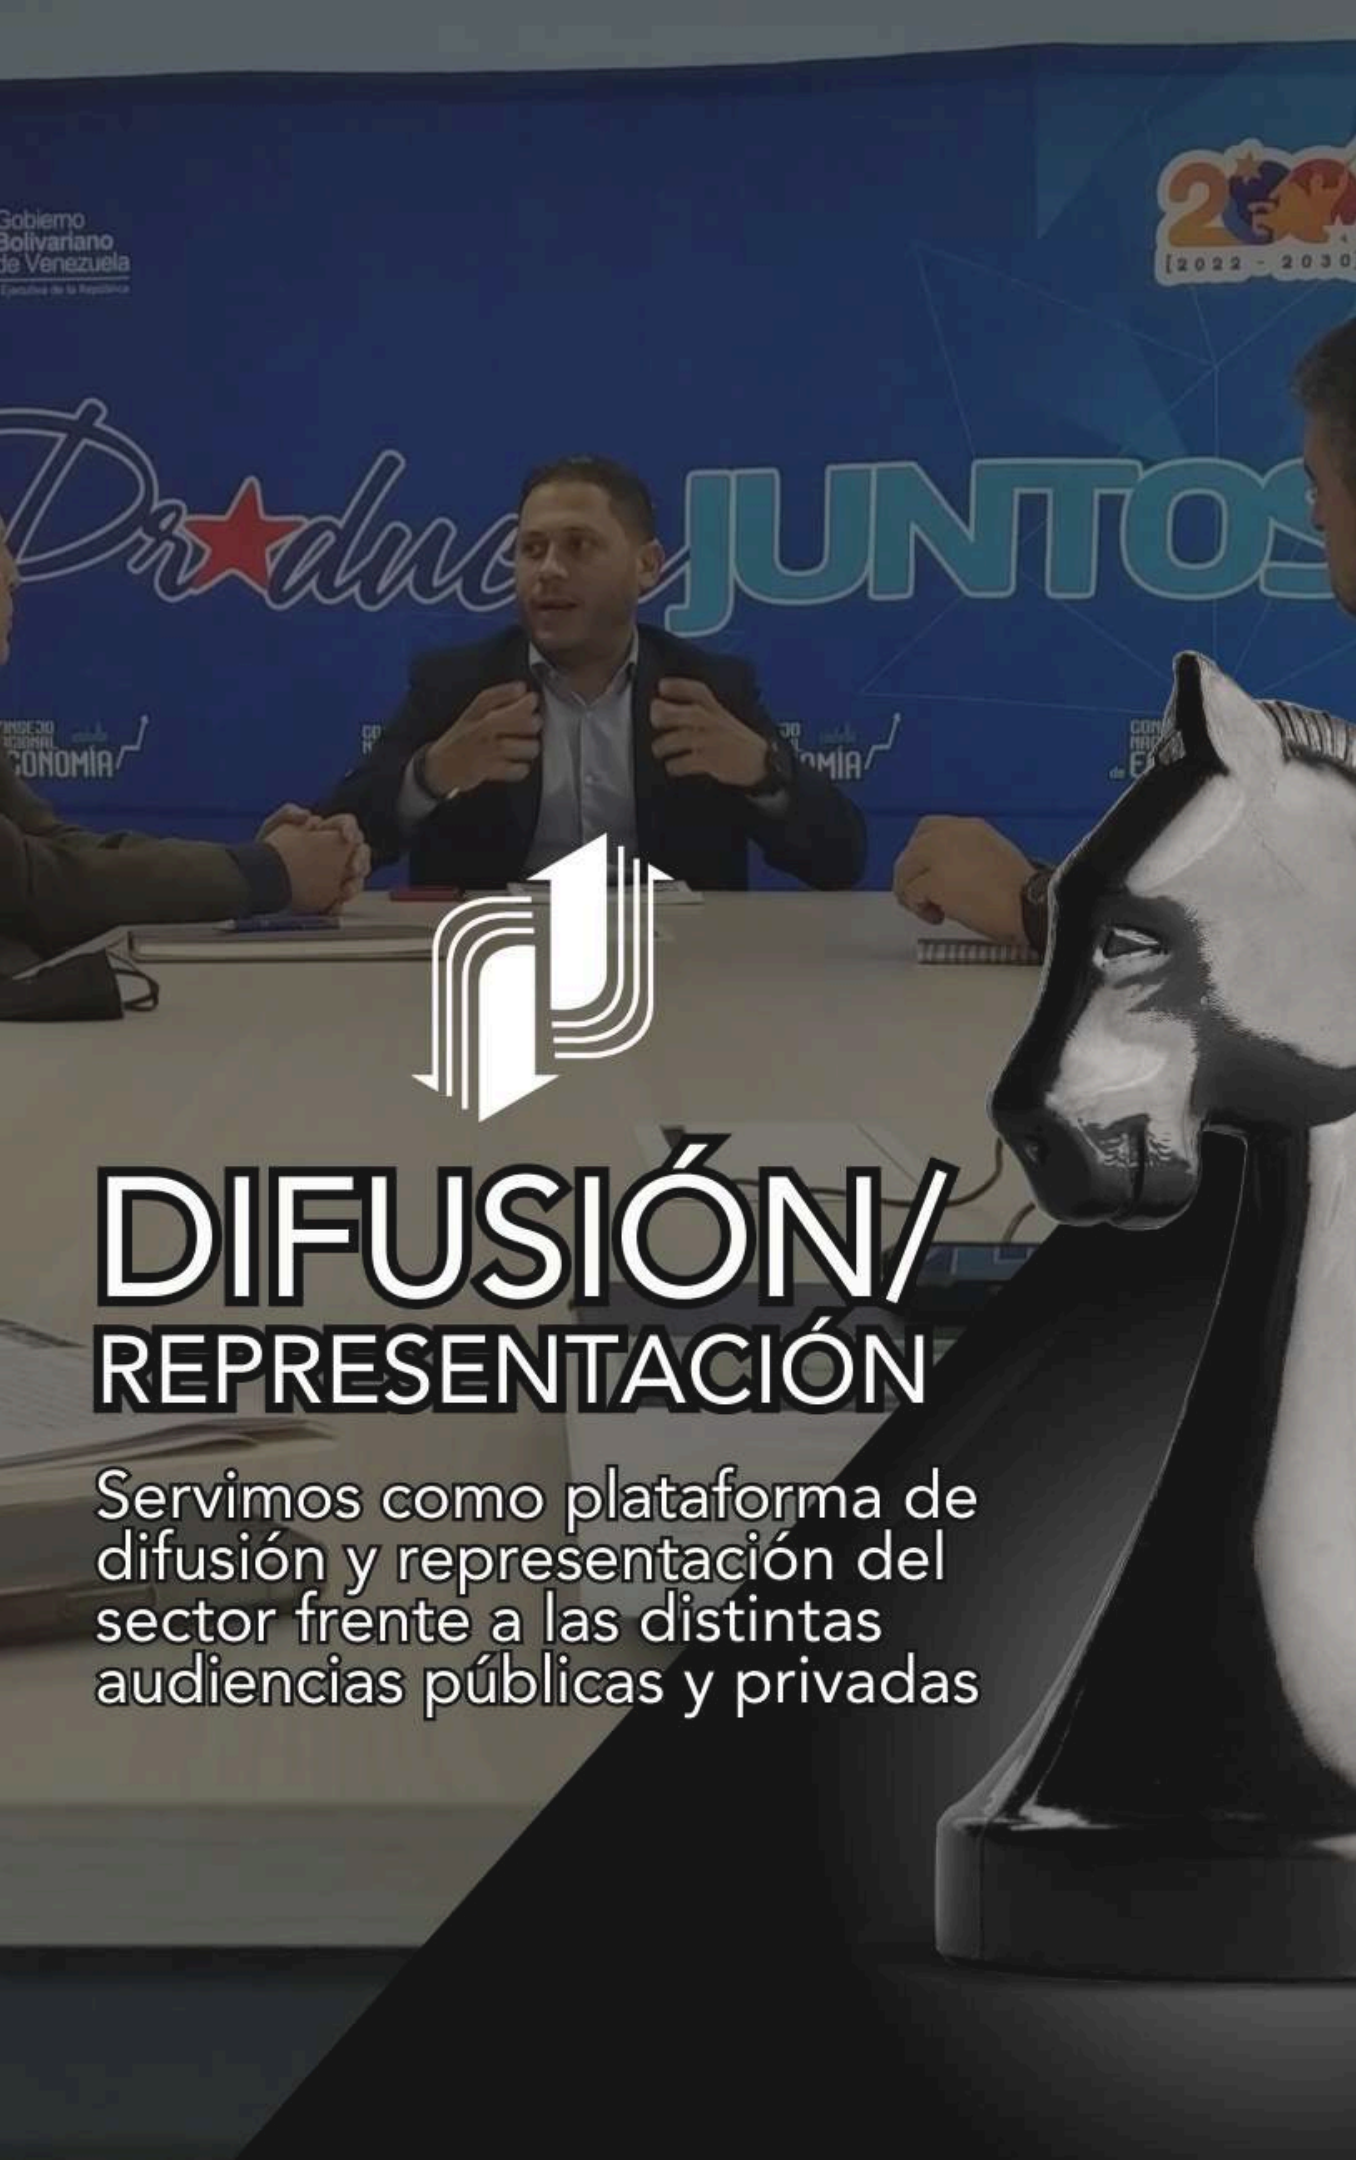 Gobierno
Bolivariano
de Venezuela
[2022 - 2030]
JUNTOS
DIFUSIÓN/
REPRESENTACIÓN
Servimos como plataforma de
difusión y representación del
sector frente a las distintas
audiencias públicas y privadas